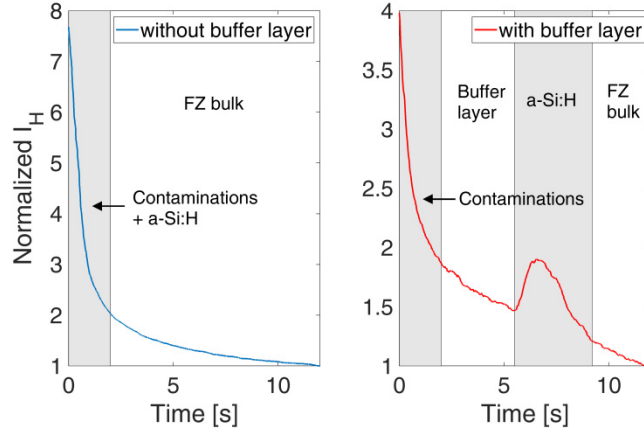 without buffer layer
8
7
6
5
4
3
2
1
Normalized I_H
FZ bulk
Contaminations
+ a-Si:H
0
5
10
Time [s]
with buffer layer
4
3.5
3
2.5
2
1.5
1
Buffer
layer
a-Si:H
FZ
bulk
Contaminations
0
5
10
Time [s]